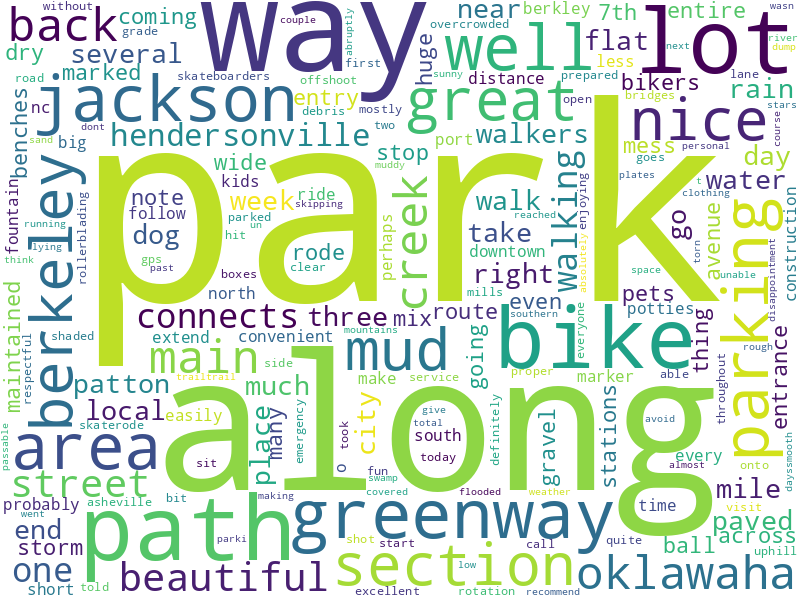 park
along
way
lot
path
jackson
great
well
nice
bike
parking
berkeley
greenway
area
section
creek
mud
main
back
beautiful
oklawaha
hendersonville
connects
street
one
near
coming
entire
7th
berkley
flat
less
huge
bikers
distance
prepared
rain
open
bridges
overcrowded
grade
abruptly
first
couple
without
several
marked
skateboarders
offshoot
debris
entry
dry
road
nc
mostly
two
dont
sand
benches
big
wide
kids
ride
stop
port
walkers
mess
goes
day
personal
lane
river
dump
wasn
next
sunny
course
stars
water
plates
clothing
muddy
skipping
week
note
follow
dog
parked
hit
un
gps
past
boxes
clear
rode
north
walk
take
downtown
right
mills
reached
walking
enjoying
absolutely
perhaps
everyone
southern
space
go
pets
torn
t
avenue
unable
disappointment
construction
fountain
running
lying
rollerblading
think
maintained
respectful
shaded
three
mix
route
even
potties
thing
entrance
rough
throughout
extend
convenient
mountains
side
patton
local
trailtrail
much
make
service
marker
proper
able
going
easily
skaterode
place
many
emergency
city
south
give
total
definitely
gravel
stations
avoid
every
almost
mile
onto
passable
dayssmooth
sit
o
took
fun
today
probably
asheville
bit
covered
swamp
flooded
weather
time
visit
paved
across
uphill
end
storm
went
short
told
making
parki
shot
start
low
call
quite
ball
excellent
rotation
recommend